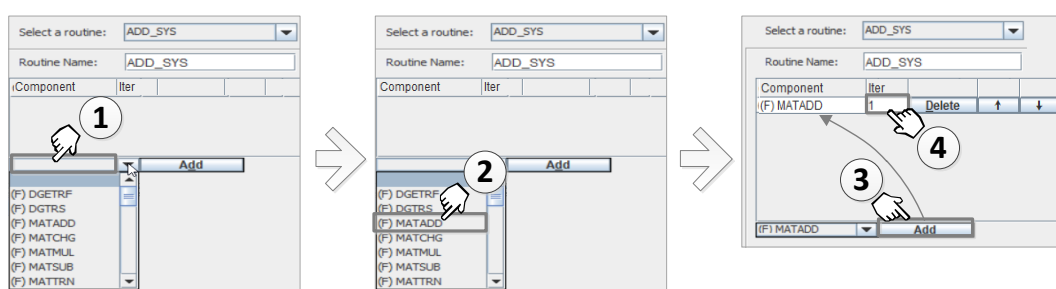 Select a routine: ADD_SYS
Routine Name: ADD_SYS
Component Iter
1
Add
(F) DGETRF
(F) DGTRS
(F) MATADD
(F) MATCHG
(F) MATMUL
(F) MATSUB
(F) MATTRN
Select a routine: ADD_SYS
Routine Name: ADD_SYS
Component Iter
2
Add
(F) DGETRF
(F) DGTRS
(F) MATADD
(F) MATCHG
(F) MATMUL
(F) MATSUB
(F) MATTRN
Select a routine: ADD_SYS
Routine Name: ADD_SYS
Component Iter
(F) MATADD 1 Delete
4
3
(F) MATADD Add